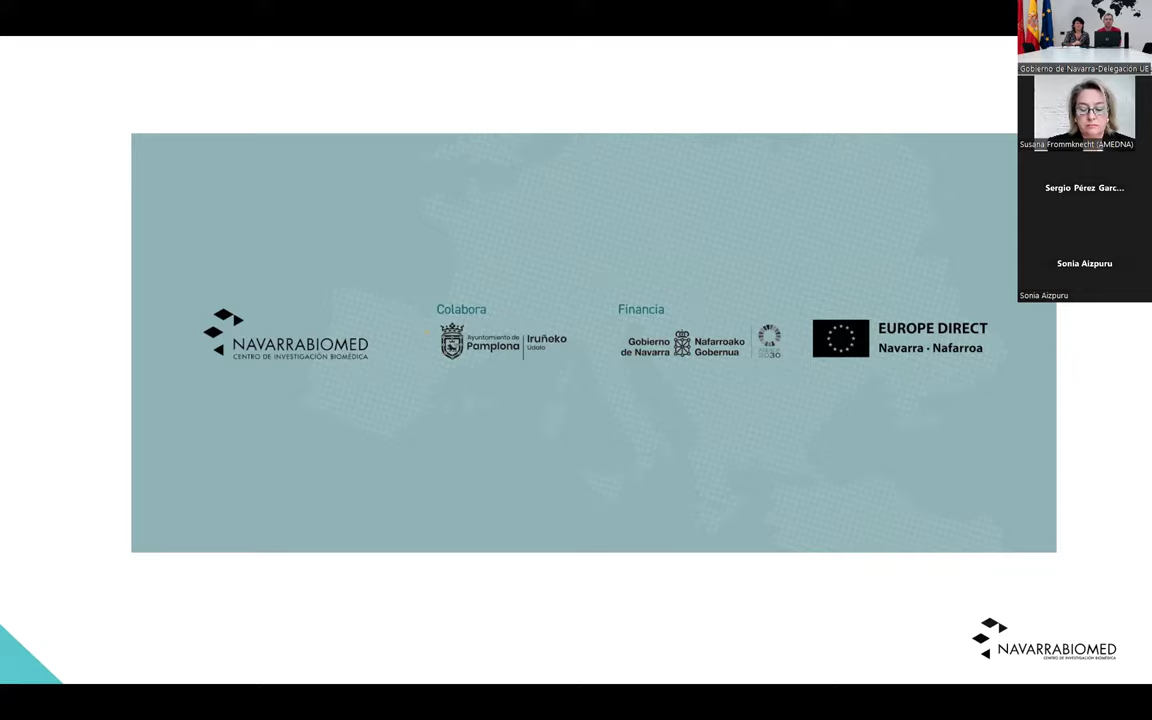 Gobierno de Navarra-Delegación UE
Susana Frommknecht (AMEDNA)
Sergio Pérez Garc...
Sonia Aizpuru
Sonia Aizpuru
Colabora
Financia
NAVARRABIOMED
CENTRO DE INVESTIGACIÓN BIOMÉDICA
Ayuntamiento de
Pamplona
Iruñeko
Udala
Gobierno
de Navarra
Nafarroako
Gobernua
2030
EUROPE DIRECT
Navarra · Nafarroa
NAVARRABIOMED
CENTRO DE INVESTIGACIÓN BIOMÉDICA